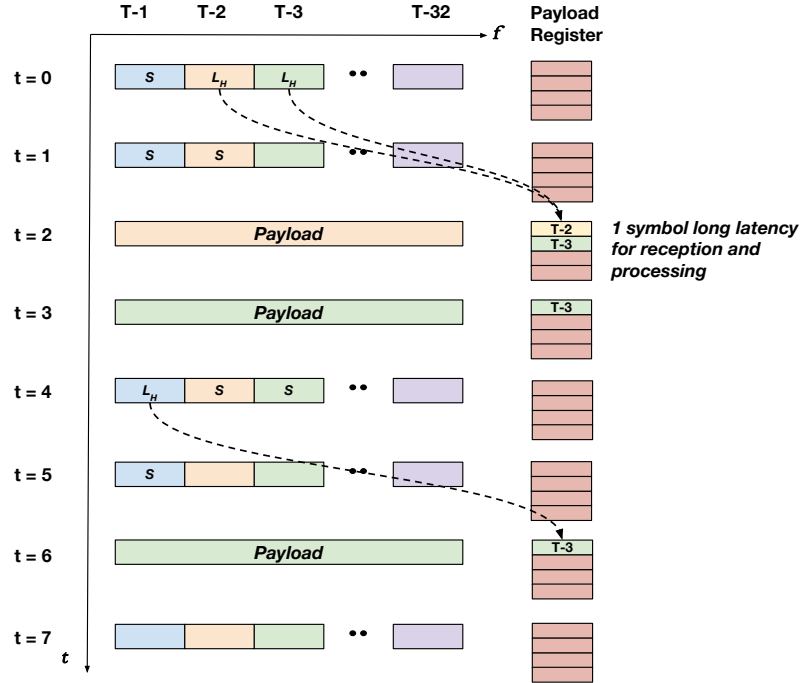 T-1 T-2 T-3 T-32 Payload Register
f
t = 0 S L_H L_H ••
t = 1 S S ••
t = 2 Payload T-2 1 symbol long latency
T-3 for reception and
processing
t = 3 Payload T-3
t = 4 L_H S S ••
t = 5 S ••
t = 6 Payload T-3
t = 7 ••
t